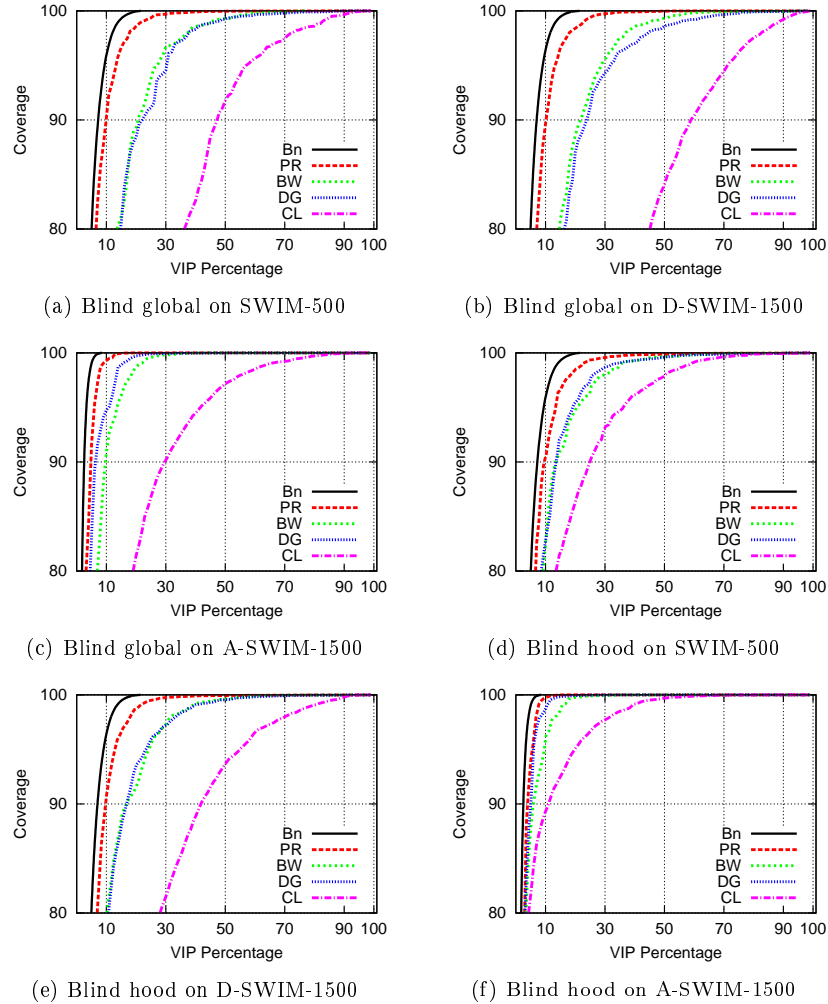 100
90
80
Coverage
Bn
PR
BW
DG
CL
10 30 50 70 90 100
VIP Percentage
(a) Blind global on SWIM-500
100
90
80
Coverage
Bn
PR
BW
DG
CL
10 30 50 70 90 100
VIP Percentage
(b) Blind global on D-SWIM-1500
100
90
80
Coverage
Bn
PR
BW
DG
CL
10 30 50 70 90 100
VIP Percentage
(c) Blind global on A-SWIM-1500
100
90
80
Coverage
Bn
PR
BW
DG
CL
10 30 50 70 90 100
VIP Percentage
(d) Blind hood on SWIM-500
100
90
80
Coverage
Bn
PR
BW
DG
CL
10 30 50 70 90 100
VIP Percentage
(e) Blind hood on D-SWIM-1500
100
90
80
Coverage
Bn
PR
BW
DG
CL
10 30 50 70 90 100
VIP Percentage
(f) Blind hood on A-SWIM-1500